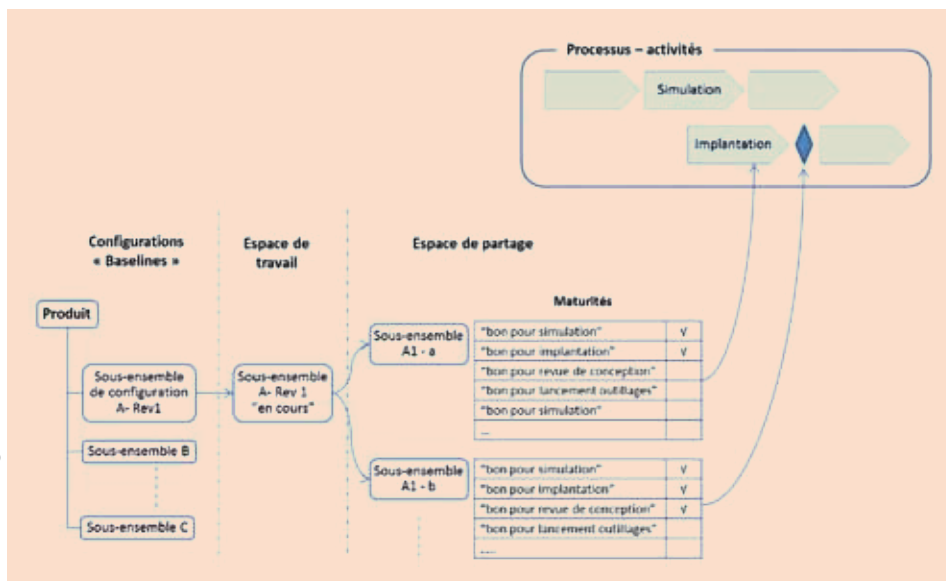 Processus – activités
Simulation
Implantation
Configurations
« Baselines »
Espace de
travail
Espace de partage
Maturités
Produit
Sous-ensemble
de configuration
A- Rev1
Sous-ensemble B
Sous-ensemble C
Sous-ensemble
A- Rev 1
"en cours"
Sous-ensemble
A1 - a
"bon pour simulation" √
"bon pour implantation" √
"bon pour revue de conception"
"bon pour lancement outillages"
"bon pour simulation"
...
Sous-ensemble
A1 - b
"bon pour simulation" √
"bon pour implantation" √
"bon pour revue de conception" √
"bon pour lancement outillages"
.....